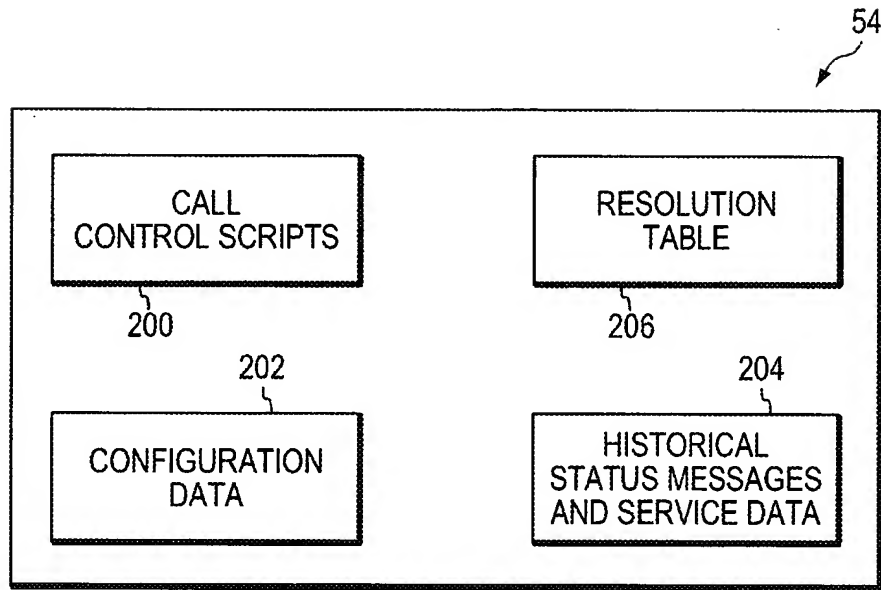 54
CALL
CONTROL SCRIPTS
200
RESOLUTION
TABLE
206
202
CONFIGURATION
DATA
204
HISTORICAL
STATUS MESSAGES
AND SERVICE DATA